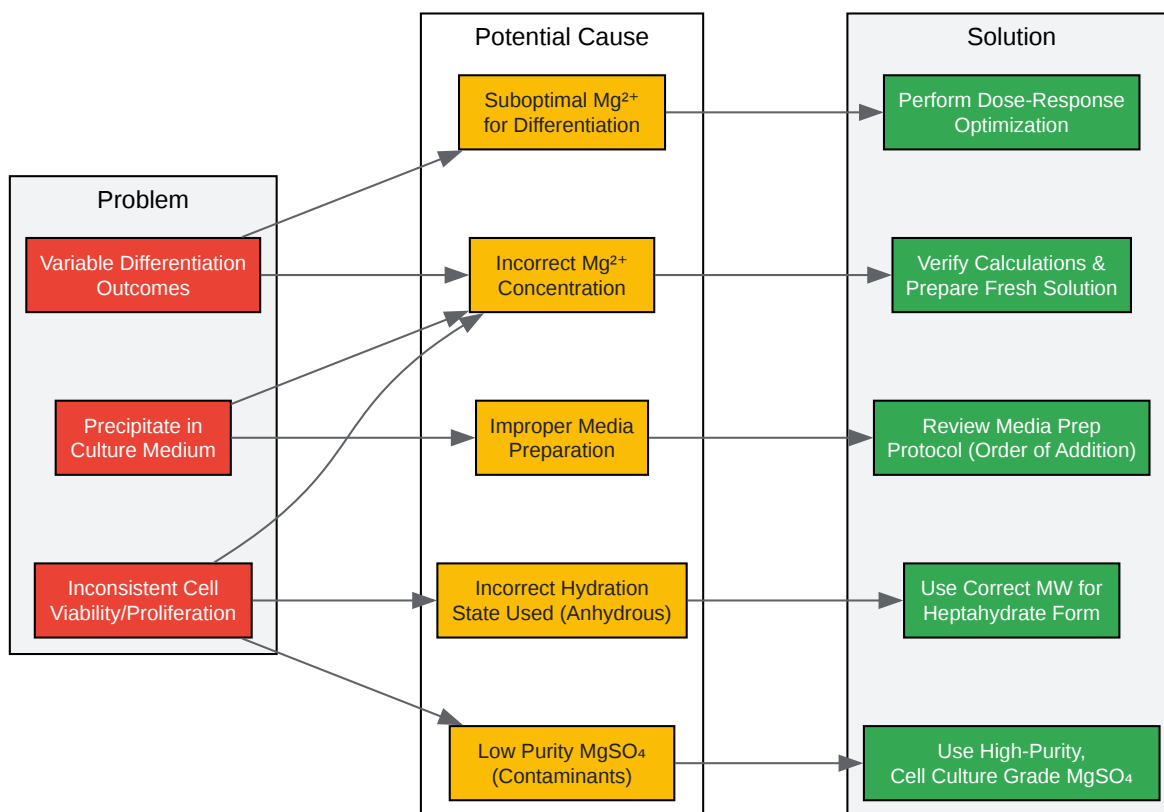 Problem
Variable Differentiation
Outcomes
Precipitate in
Culture Medium
Inconsistent Cell
Viability/Proliferation
Potential Cause
Suboptimal Mg²⁺
for Differentiation
Incorrect Mg²⁺
Concentration
Improper Media
Preparation
Incorrect Hydration
State Used (Anhydrous)
Low Purity MgSO₄
(Contaminants)
Solution
Perform Dose-Response
Optimization
Verify Calculations &
Prepare Fresh Solution
Review Media Prep
Protocol (Order of Addition)
Use Correct MW for
Heptahydrate Form
Use High-Purity,
Cell Culture Grade MgSO₄